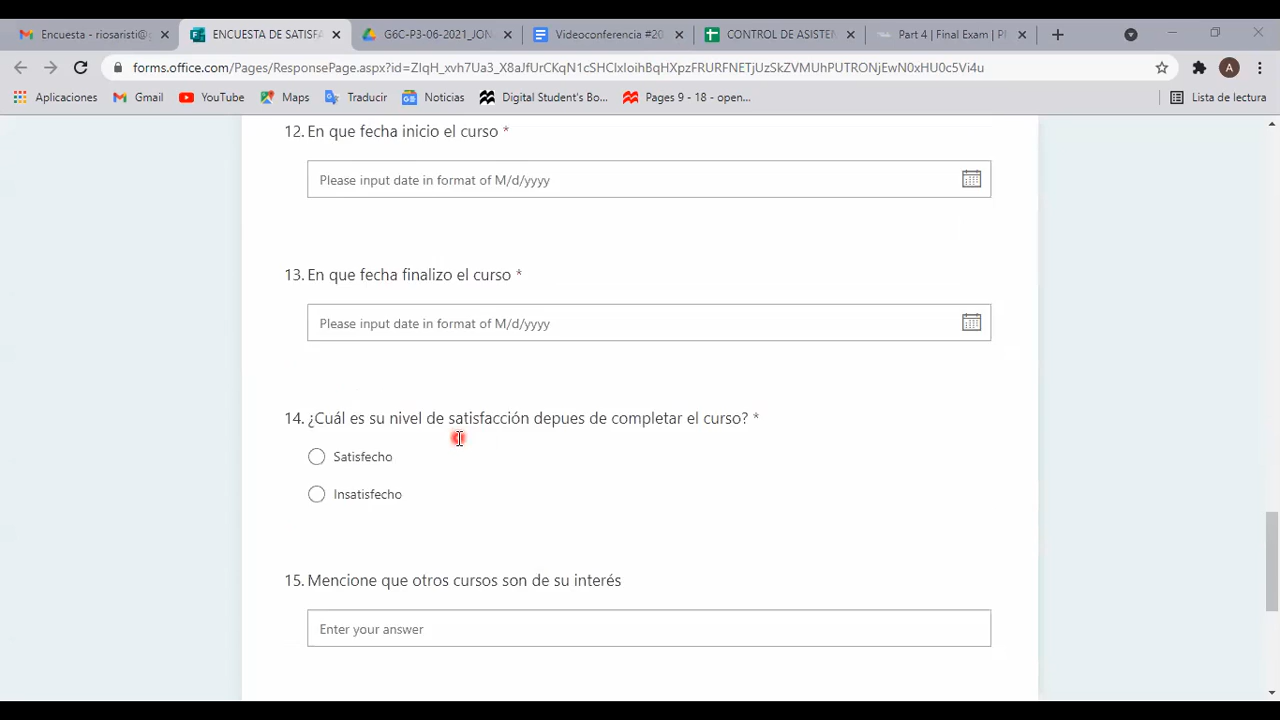 Encuesta - riosaristi@g
ENCUESTA DE SATISFA
G6C-P3-06-2021_JON
Videoconferencia #20
CONTROL DE ASISTEN
Part 4 | Final Exam | Pl
forms.office.com/Pages/ResponsePage.aspx?id=ZIqH_xvh7Ua3_X8aJfUrCKqN1cSHClxIoihBqHXpzFRURFNETjUzSkZVMUhPUTRONjEwN0xHU0c5Vi4u
A
Aplicaciones
Gmail
YouTube
Maps
Traducir
Noticias
Digital Student's Bo...
Pages 9 - 18 - open...
Lista de lectura
12. En que fecha inicio el curso *
Please input date in format of M/d/yyyy
13. En que fecha finalizo el curso *
Please input date in format of M/d/yyyy
14. ¿Cuál es su nivel de satisfacción depues de completar el curso? *
Satisfecho
Insatisfecho
15. Mencione que otros cursos son de su interés
Enter your answer